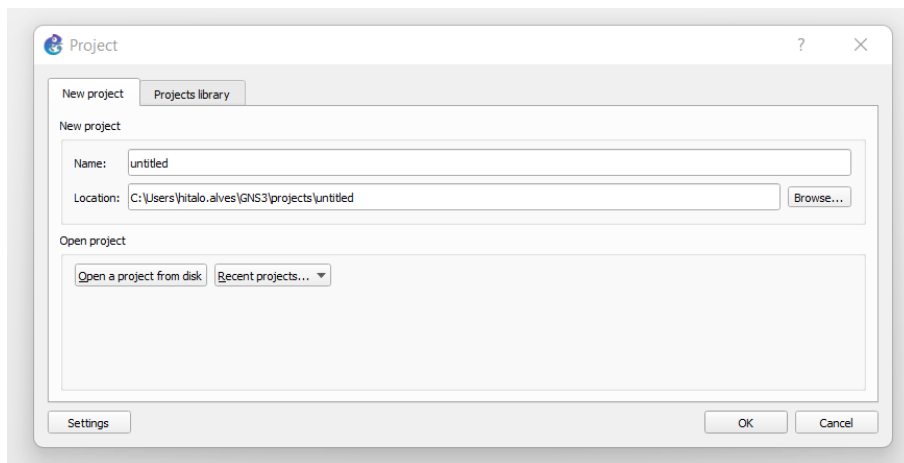 Project
New project Projects library
New project
Name: untitled
Location: C:\Users\hitalo.alves\GNS3\projects\untitled Browse...
Open project
Open a project from disk Recent projects...
Settings OK Cancel